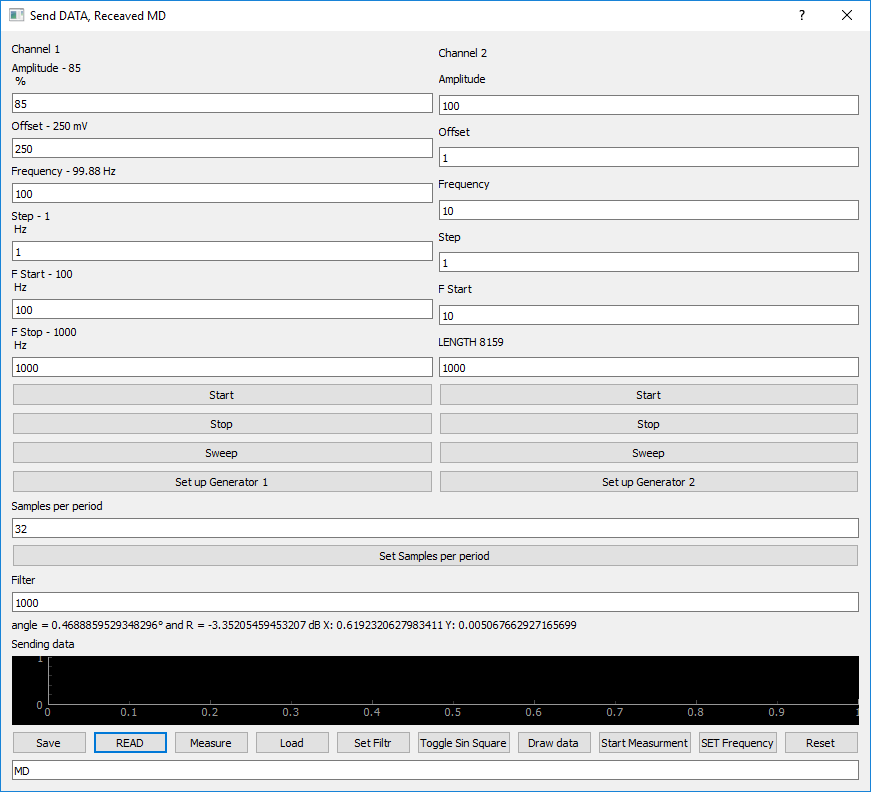 Send DATA, Receaved MD
?
Channel 1
Amplitude - 85
%
85
Offset - 250 mV
250
Frequency - 99.88 Hz
100
Step - 1
Hz
1
F Start - 100
Hz
100
F Stop - 1000
Hz
1000
Start
Stop
Sweep
Set up Generator 1
Channel 2
Amplitude
100
Offset
1
Frequency
10
Step
1
F Start
10
LENGTH 8159
1000
Start
Stop
Sweep
Set up Generator 2
Samples per period
32
Set Samples per period
Filter
1000
angle = 0.4688859529348296° and R = -3.35205459453207 dB X: 0.6192320627983411 Y: 0.005067662927165699
Sending data
1
0
0 0.1 0.2 0.3 0.4 0.5 0.6 0.7 0.8 0.9 1
Save READ Measure Load Set Filtr Toggle Sin Square Draw data Start Measurment SET Frequency Reset
MD